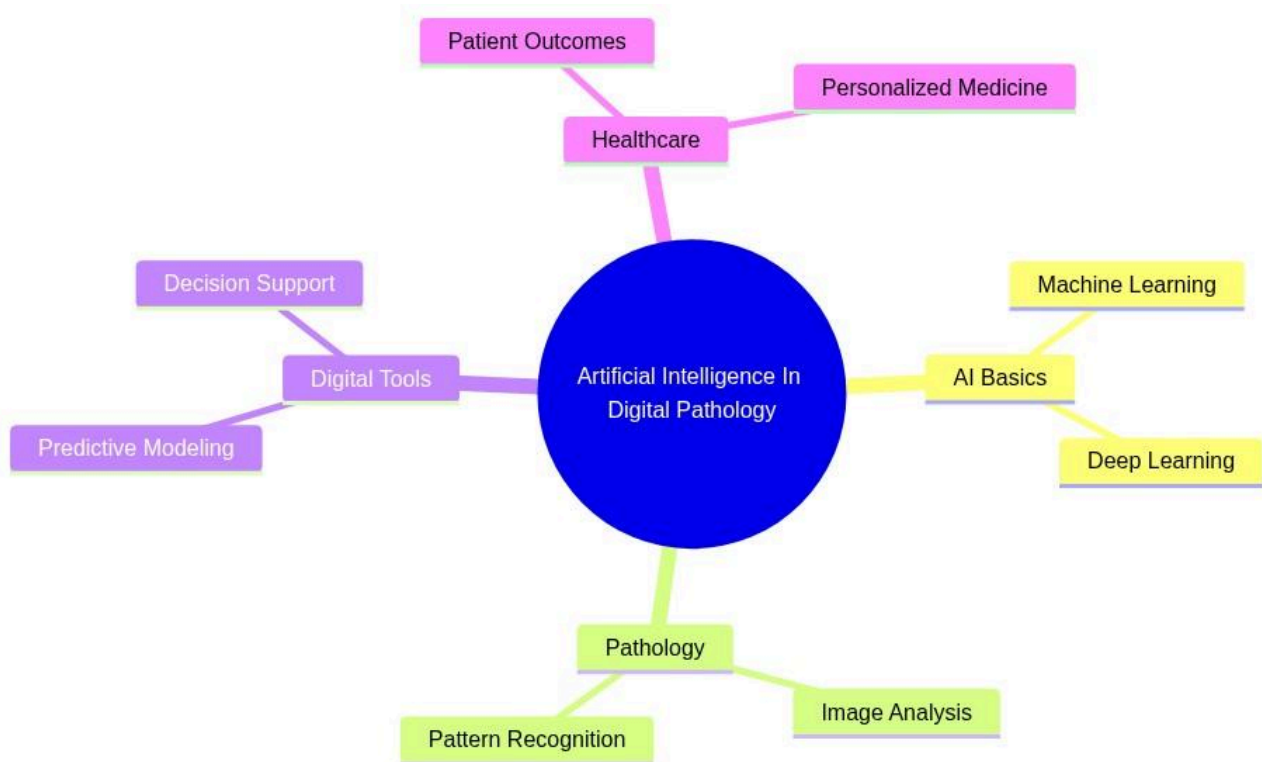 Patient Outcomes
Personalized Medicine
Healthcare
Decision Support
Machine Learning
Digital Tools
Artificial Intelligence In
Digital Pathology
AI Basics
Predictive Modeling
Deep Learning
Pathology
Image Analysis
Pattern Recognition